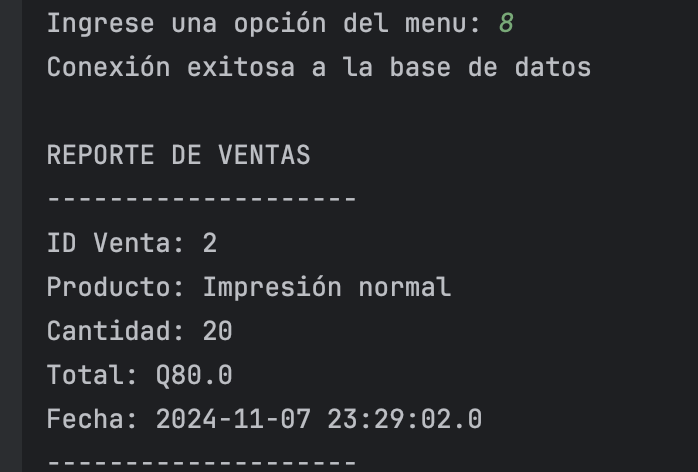 Ingrese una opción del menu: 8
Conexión exitosa a la base de datos
REPORTE DE VENTAS
--------------------
ID Venta: 2
Producto: Impresión normal
Cantidad: 20
Total: Q80.0
Fecha: 2024-11-07 23:29:02.0
--------------------